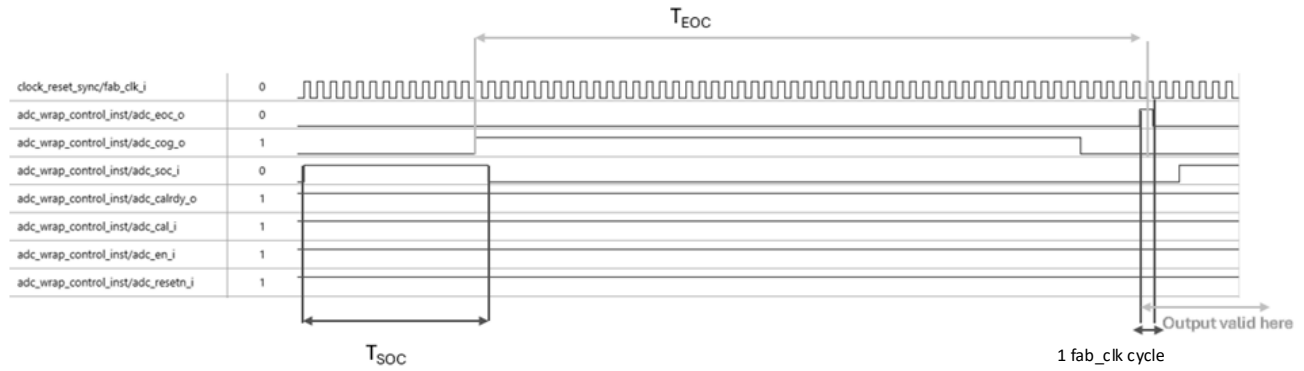 TEOC
clock_reset_sync/fab_clk_i 0
adc_wrap_control_inst/adc_eoc_o 0
adc_wrap_control_inst/adc_cog_o 1
adc_wrap_control_inst/adc_soc_i 0
adc_wrap_control_inst/adc_calrdy_o 1
adc_wrap_control_inst/adc_cal_i 1
adc_wrap_control_inst/adc_en_i 1
adc_wrap_control_inst/adc_resetn_i 1
Output valid here
TSOC
1 fab_clk cycle